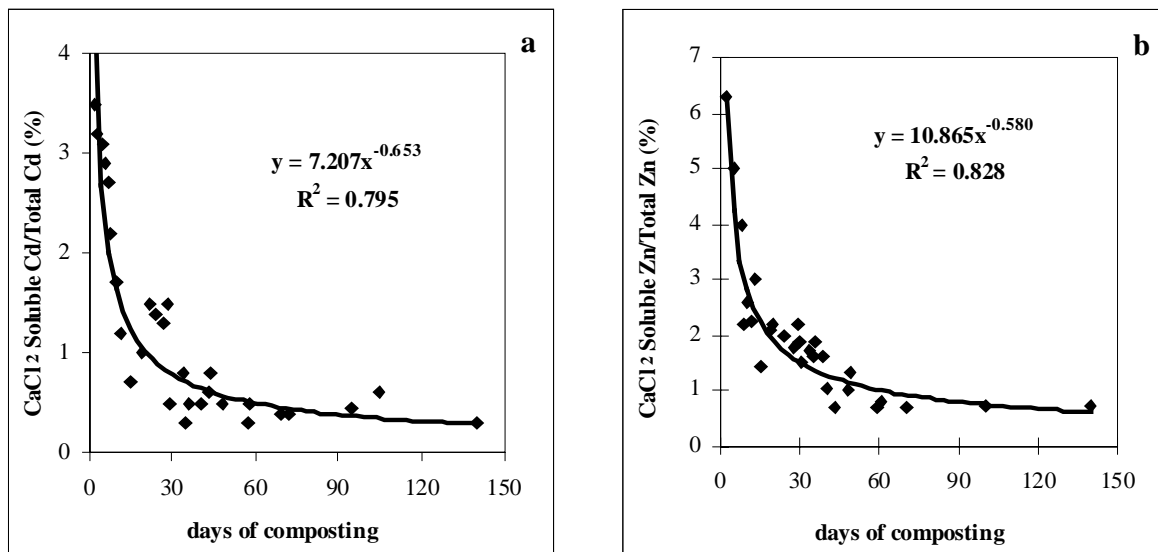 a
CaCl2 Soluble Cd/Total Cd (%)
4
3
2
1
0
y = 7.207x^-0.653
R^2 = 0.795
0 30 60 90 120 150
days of composting
b
CaCl2 Soluble Zn/Total Zn (%)
7
6
5
4
3
2
1
0
y = 10.865x^-0.580
R^2 = 0.828
0 30 60 90 120 150
days of composting